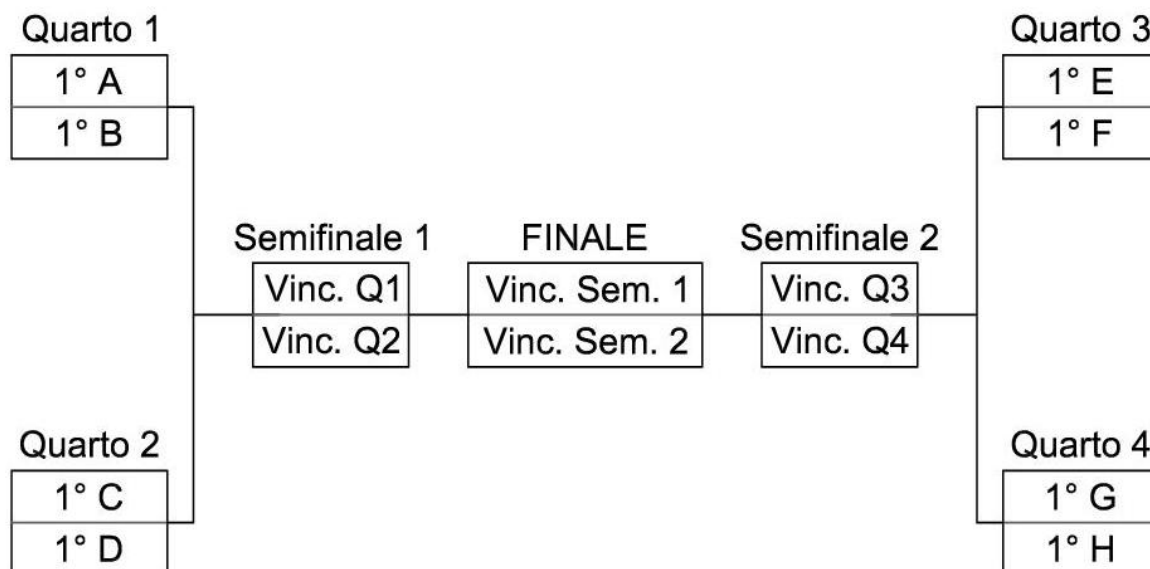 Quarto 1
1° A
1° B
Quarto 3
1° E
1° F
Semifinale 1
Vinc. Q1
Vinc. Q2
FINALE
Vinc. Sem. 1
Vinc. Sem. 2
Semifinale 2
Vinc. Q3
Vinc. Q4
Quarto 2
1° C
1° D
Quarto 4
1° G
1° H